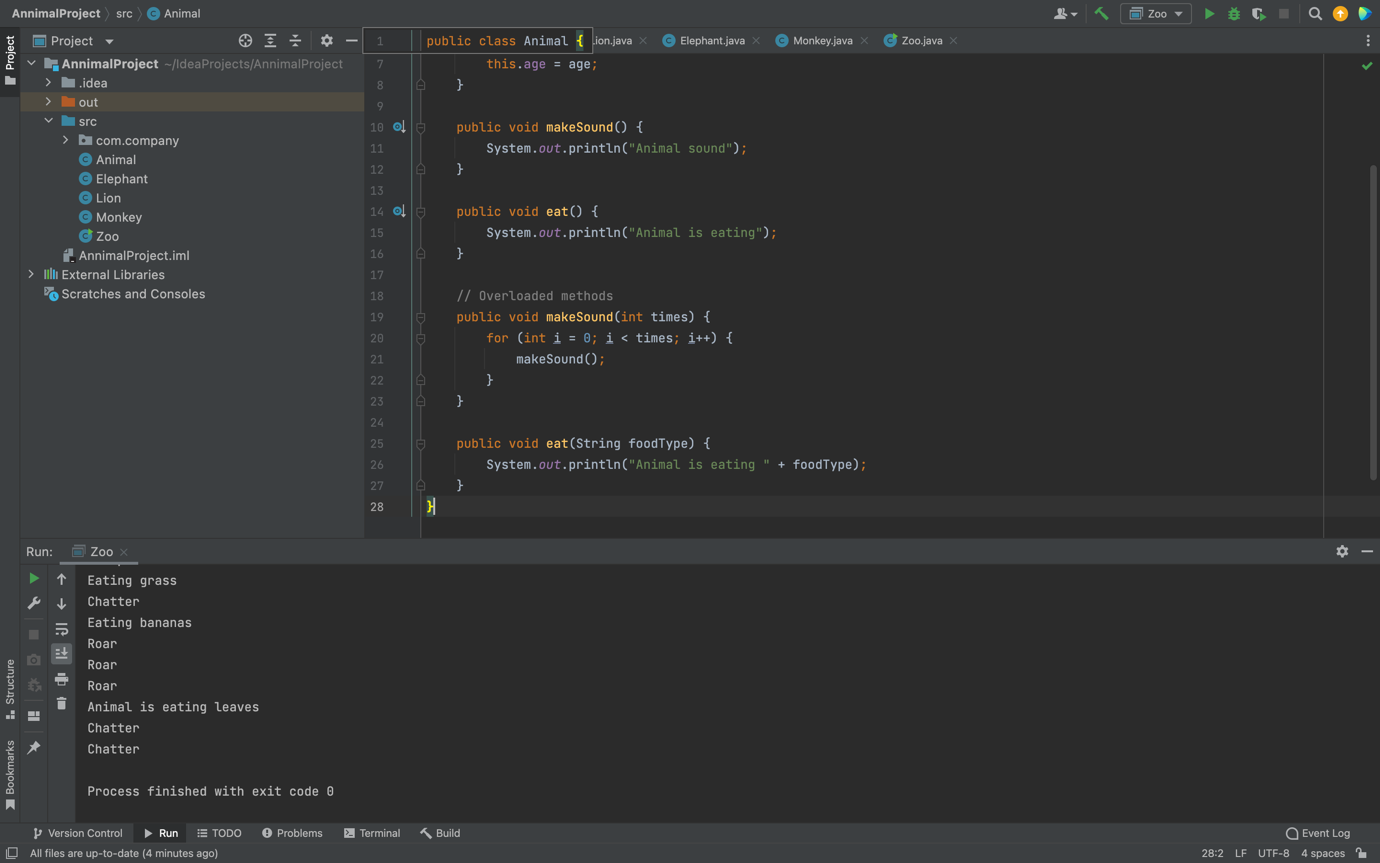 AnnimalProject src Animal
Zoo
Project
Project
1 public class Animal {
Lion.java
Elephant.java
Monkey.java
Zoo.java
AnnimalProject ~/IdeaProjects/AnnimalProject
.idea
out
src
com.company
Animal
Elephant
Lion
Monkey
Zoo
AnnimalProject.iml
External Libraries
Scratches and Consoles
7 this.age = age;
8 }
9
10 public void makeSound() {
11 System.out.println("Animal sound");
12 }
13
14 public void eat() {
15 System.out.println("Animal is eating");
16 }
17
18 // Overloaded methods
19 public void makeSound(int times) {
20 for (int i = 0; i < times; i++) {
21 makeSound();
22 }
23 }
24
25 public void eat(String foodType) {
26 System.out.println("Animal is eating " + foodType);
27 }
28 }
Run: Zoo
Eating grass
Chatter
Eating bananas
Roar
Roar
Roar
Animal is eating leaves
Chatter
Chatter
Process finished with exit code 0
Structure
Bookmarks
Version Control Run TODO Problems Terminal Build Event Log
All files are up-to-date (4 minutes ago) 28:2 LF UTF-8 4 spaces